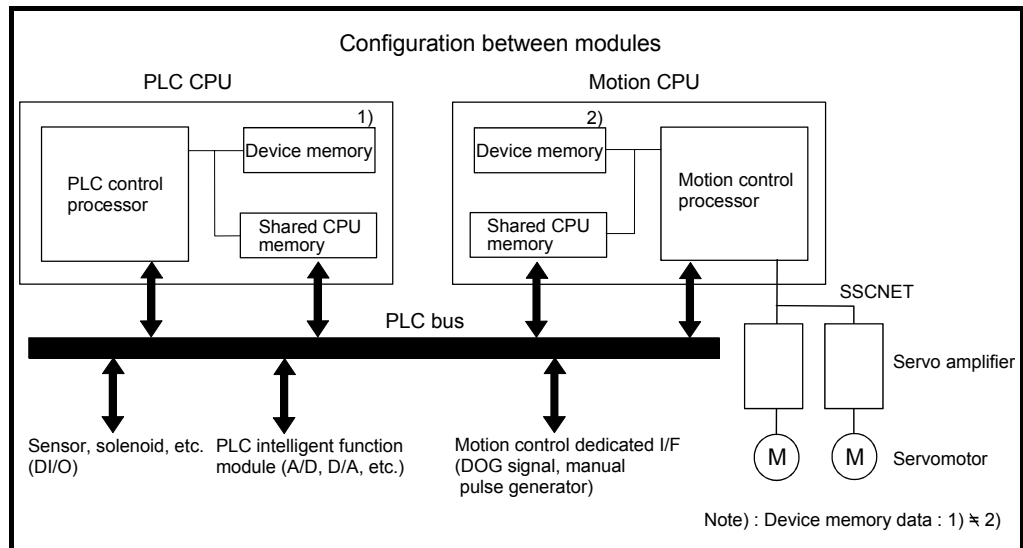 Configuration between modules
PLC CPU
Motion CPU
1)
Device memory
PLC control
processor
Shared CPU
memory
2)
Device memory
Shared CPU
memory
Motion control
processor
SSCNET
PLC bus
Servo amplifier
Sensor, solenoid, etc.
(DI/O)
PLC intelligent function
module (A/D, D/A, etc.)
Motion control dedicated I/F
(DOG signal, manual
pulse generator)
M
M
Servomotor
Note) : Device memory data : 1) ≒ 2)